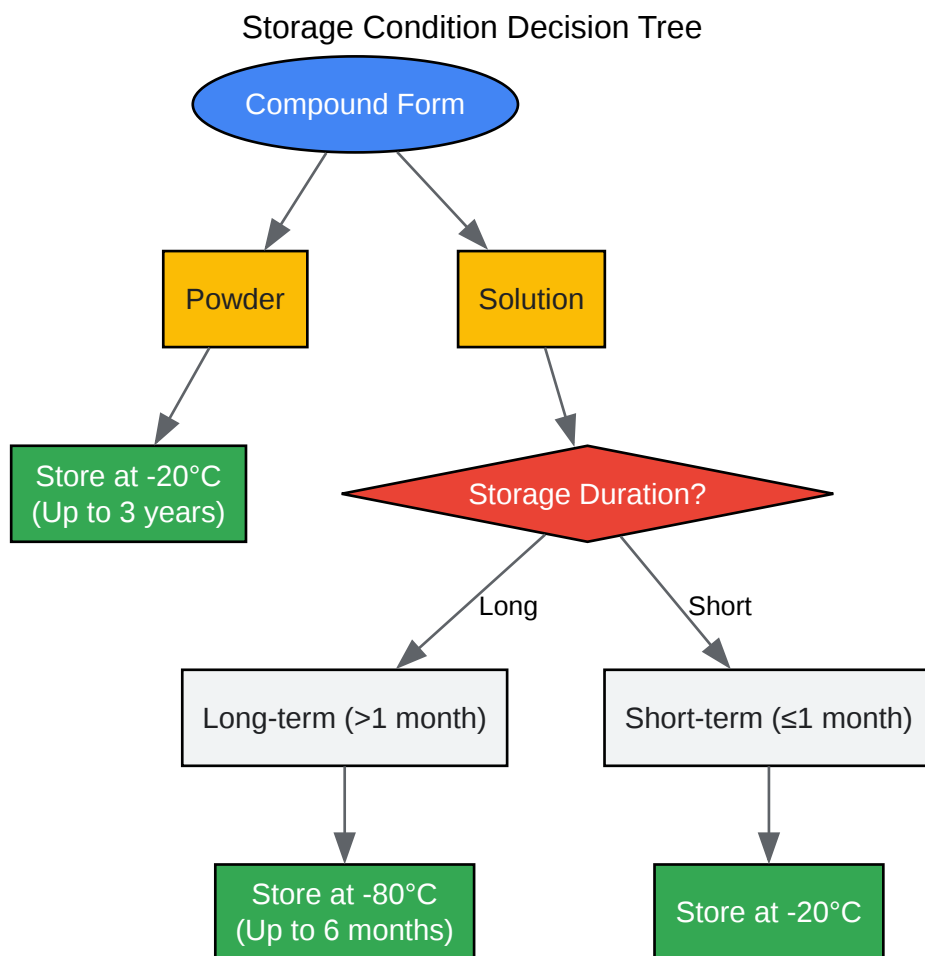 Storage Condition Decision Tree
Compound Form
Powder
Solution
Store at -20°C
(Up to 3 years)
Storage Duration?
Long
Short
Long-term (>1 month)
Short-term (≤1 month)
Store at -80°C
(Up to 6 months)
Store at -20°C